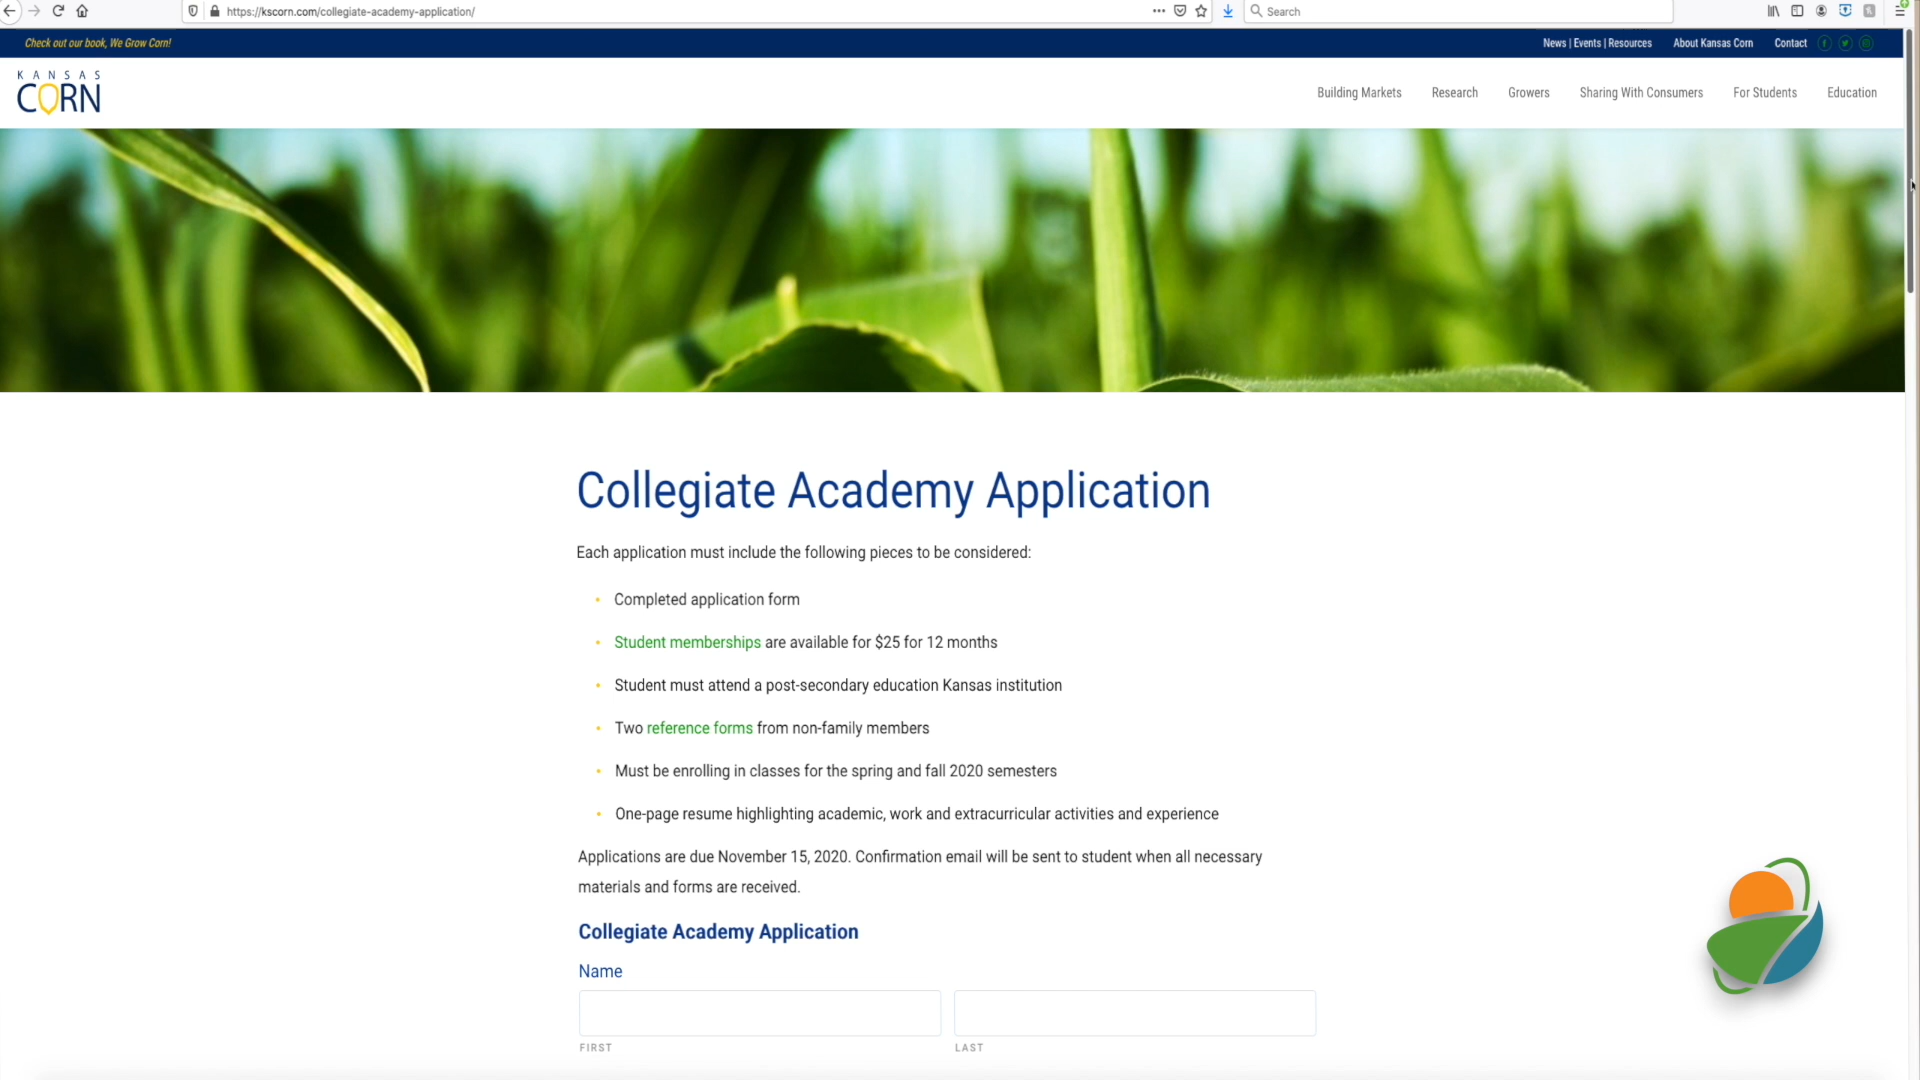 https://kscorn.com/collegiate-academy-application/
Search
Check out our book, We Grow Corn!
News | Events | Resources
About Kansas Corn
Contact
KANSAS
CORN
Building Markets
Research
Growers
Sharing With Consumers
For Students
Education
Collegiate Academy Application
Each application must include the following pieces to be considered:
Completed application form
Student memberships are available for $25 for 12 months
Student must attend a post-secondary education Kansas institution
Two reference forms from non-family members
Must be enrolling in classes for the spring and fall 2020 semesters
One-page resume highlighting academic, work and extracurricular activities and experience
Applications are due November 15, 2020. Confirmation email will be sent to student when all necessary
materials and forms are received.
Collegiate Academy Application
Name
FIRST
LAST